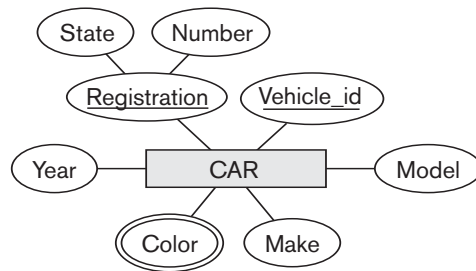 State
Number
Registration
Vehicle_id
Year
CAR
Model
Color
Make